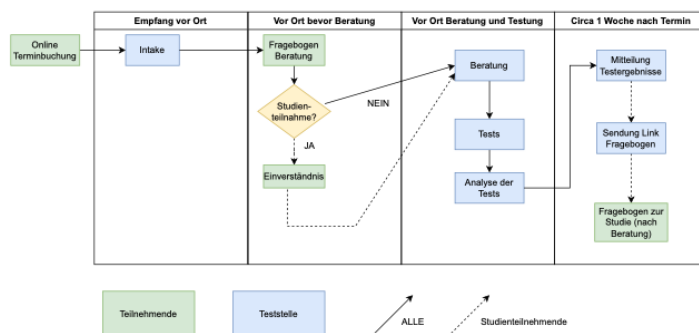 Empfang vor Ort
Vor Ort bevor Beratung
Vor Ort Beratung und Testung
Circa 1 Woche nach Termin
Online
Terminbuchung
Intake
Fragebogen
Beratung
Studien-
teilnahme?
NEIN
JA
Einverständnis
Beratung
Tests
Analyse der
Tests
Mitteilung
Testergebnisse
Sendung Link
Fragebogen
Fragebogen zur
Studie (nach
Beratung)
Teilnehmende
Teststelle
ALLE
Studienteilnehmende